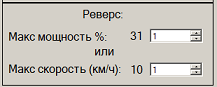 Реверс:
Макс мощность %: 31 1
или
Макс скорость (км/ч): 10 1